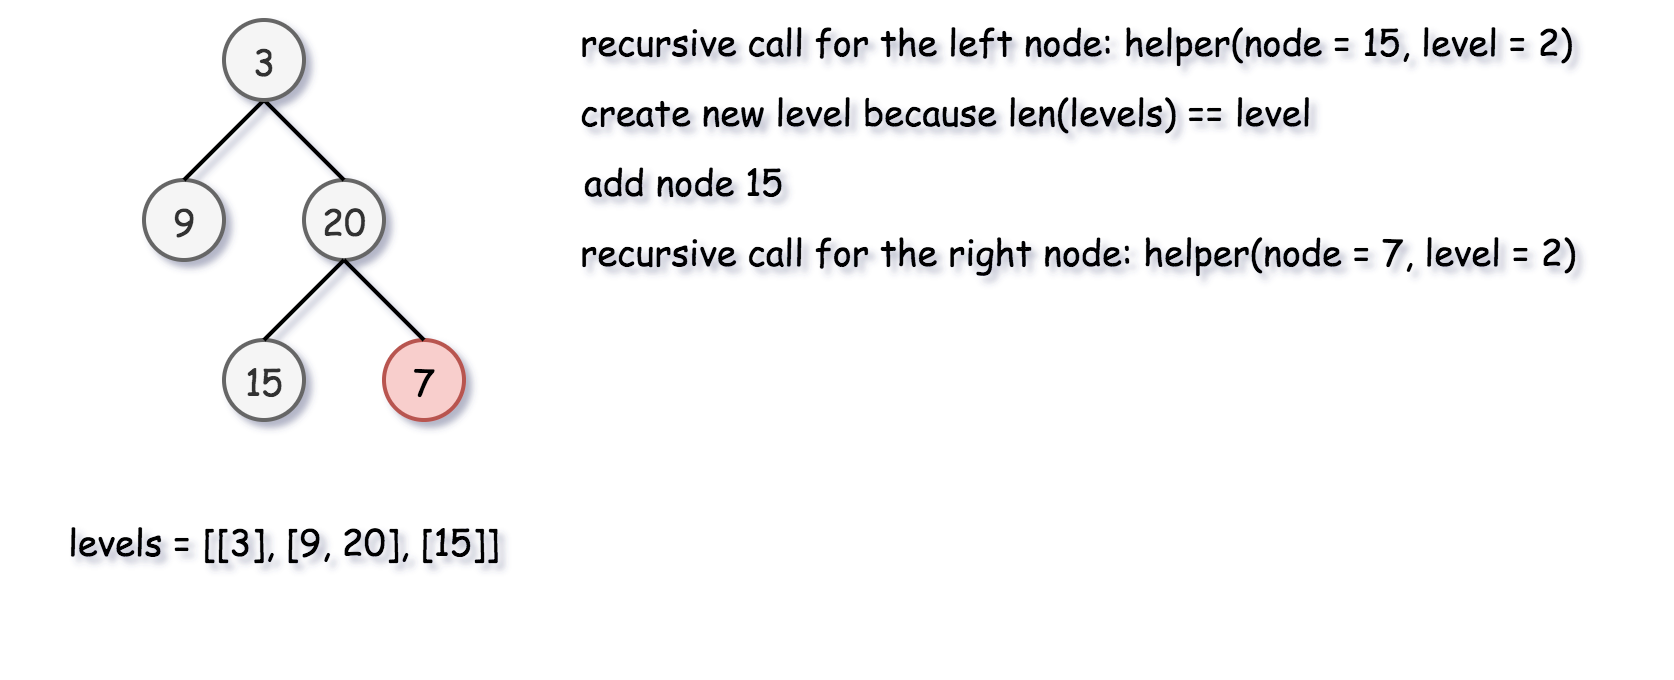 3
9
20
15
7
recursive call for the left node: helper(node = 15, level = 2)
create new level because len(levels) == level
add node 15
recursive call for the right node: helper(node = 7, level = 2)
levels = [[3], [9, 20], [15]]